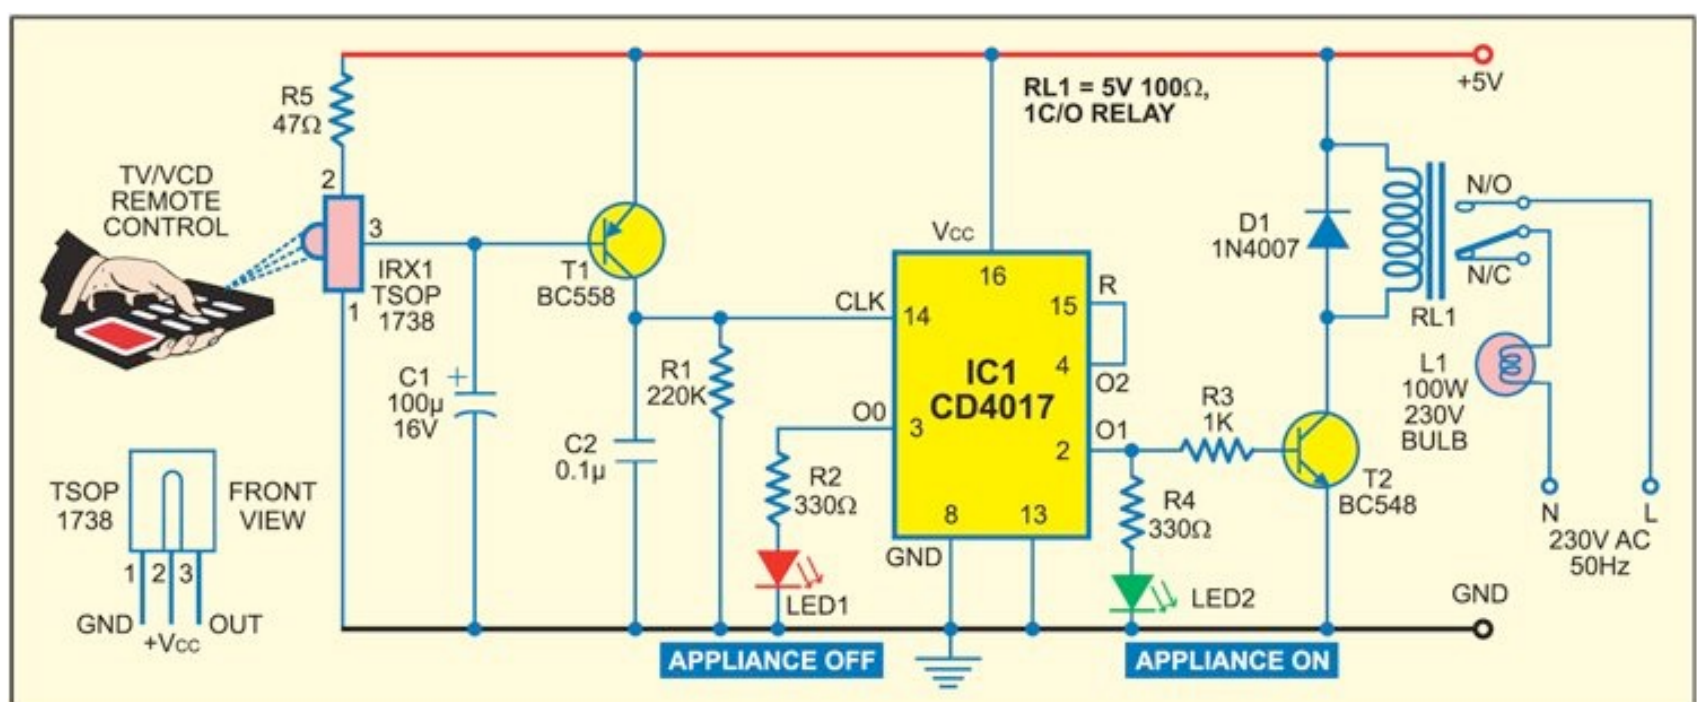 R5
47Ω
TV/VCD
REMOTE
CONTROL
2
3
1
IRX1
TSOP
1738
C1
100µ
16V
+
T1
BC558
C2
0.1µ
R1
220K
CLK
O0
R2
330Ω
LED1
Vcc
16
14
3
IC1
CD4017
15
4
2
8
13
R
O2
O1
GND
RL1 = 5V 100Ω,
1C/O RELAY
R3
1K
R4
330Ω
LED2
T2
BC548
D1
1N4007
RL1
N/O
N/C
L1
100W
230V
BULB
N
L
230V AC
50Hz
+5V
GND
TSOP
1738
FRONT
VIEW
1
2
3
GND
+Vcc
OUT
APPLIANCE OFF
APPLIANCE ON